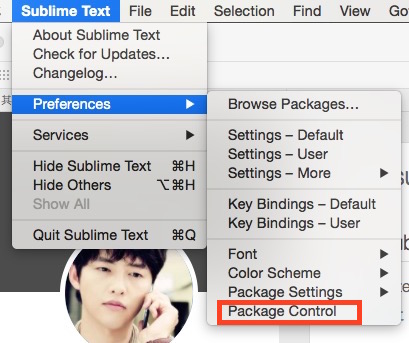 Sublime Text File Edit Selection Find View Go
About Sublime Text
Check for Updates...
Changelog...
Preferences
Services
Hide Sublime Text ⌘H
Hide Others ⌥⌘H
Show All
Quit Sublime Text ⌘Q
Browse Packages...
Settings – Default
Settings – User
Settings – More
Key Bindings – Default
Key Bindings – User
Font
Color Scheme
Package Settings
Package Control